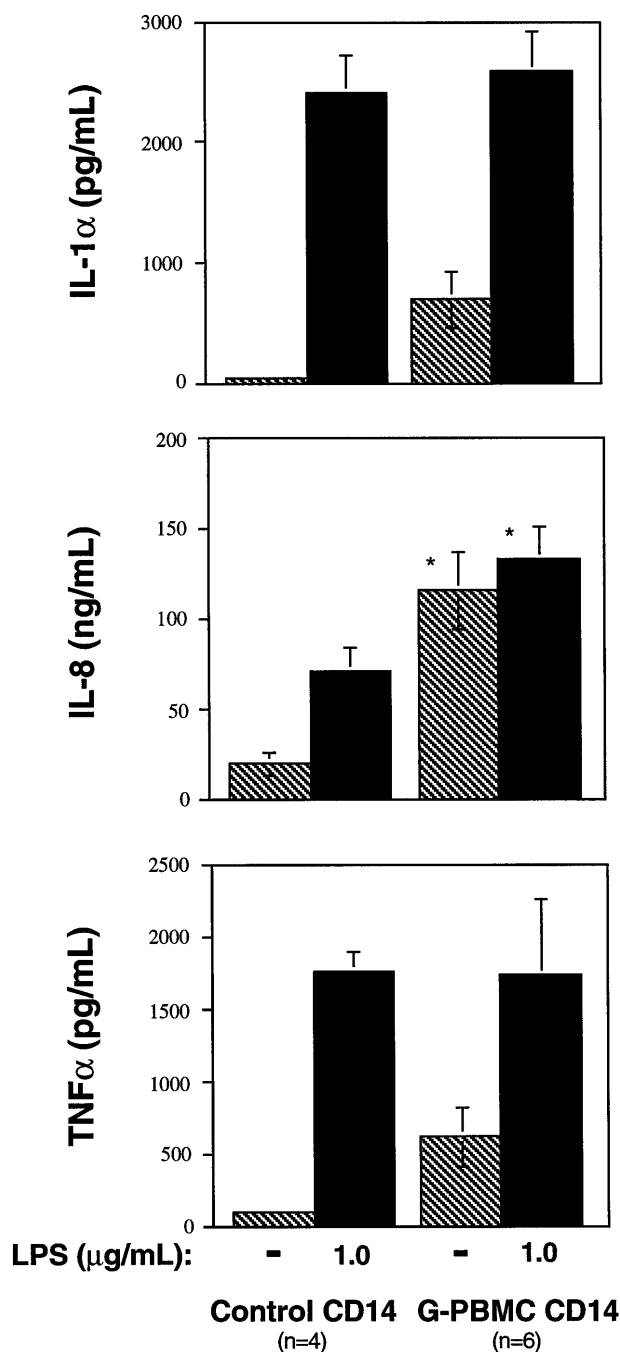 3000
2000
1000
0
IL-1α (pg/mL)
200
150
100
50
0
IL-8 (ng/mL)
* *
2500
2000
1500
1000
500
0
TNFα (pg/mL)
LPS (μg/mL): - 1.0 - 1.0
Control CD14 G-PBMC CD14
(n=4) (n=6)